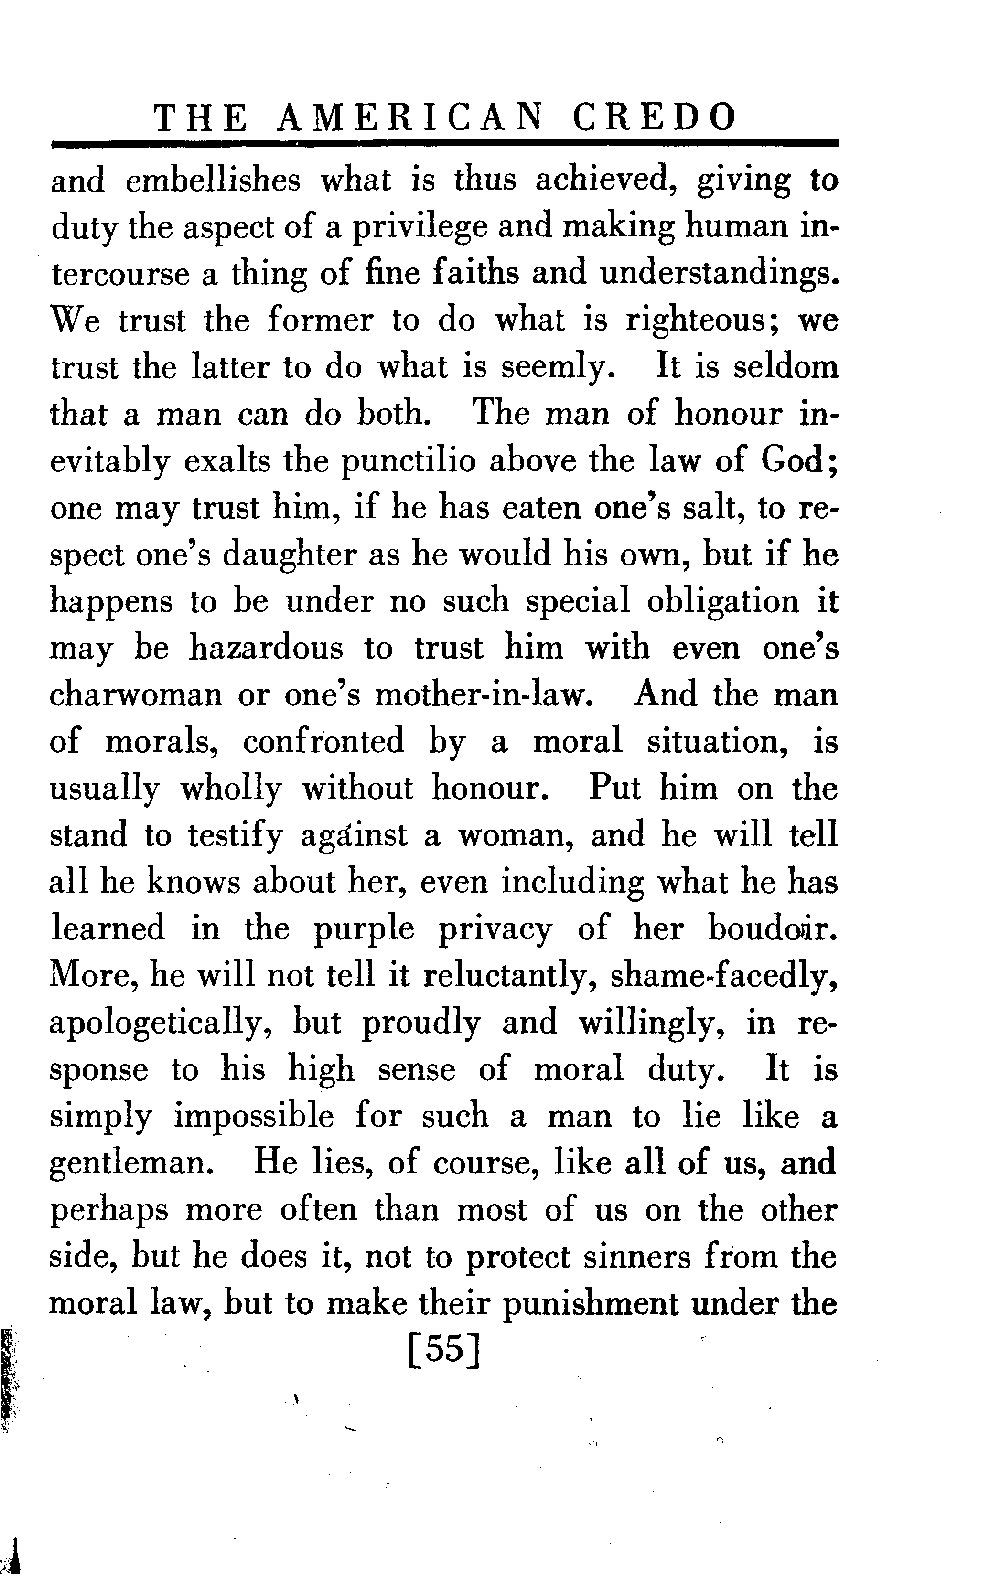 THE AMERICAN CREDO
and embellishes what is thus achieved, giving to
duty the aspect of a privilege and making human in-
tercourse a thing of fine faiths and understandings.
We trust the former to do what is righteous; we
trust the latter to do what is seemly. It is seldom
that a man can do both. The man of honour in-
evitably exalts the punctilio above the law of God;
one may trust him, if he has eaten one's salt, to re-
spect one's daughter as he would his own, but if he
happens to be under no such special obligation it
may be hazardous to trust him with even one's
charwoman or one's mother-in-law. And the man
of morals, confronted by a moral situation, is
usually wholly without honour. Put him on the
stand to testify against a woman, and he will tell
all he knows about her, even including what he has
learned in the purple privacy of her boudoir.
More, he will not tell it reluctantly, shame-facedly,
apologetically, but proudly and willingly, in re-
sponse to his high sense of moral duty. It is
simply impossible for such a man to lie like a
gentleman. He lies, of course, like all of us, and
perhaps more often than most of us on the other
side, but he does it, not to protect sinners from the
moral law, but to make their punishment under the
[55]